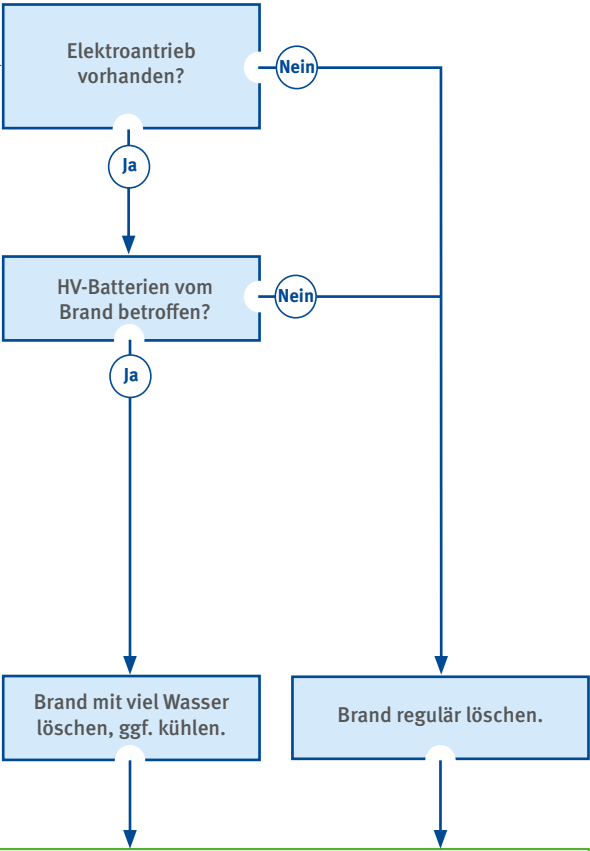 Elektroantrieb
vorhanden?
Nein
Ja
HV-Batterien vom
Brand betroffen?
Nein
Ja
Brand mit viel Wasser
löschen, ggf. kühlen.
Brand regulär löschen.